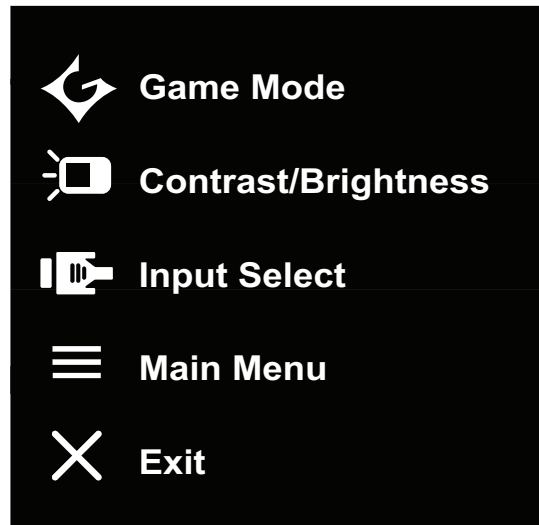 Game Mode
Contrast/Brightness
Input Select
Main Menu
Exit